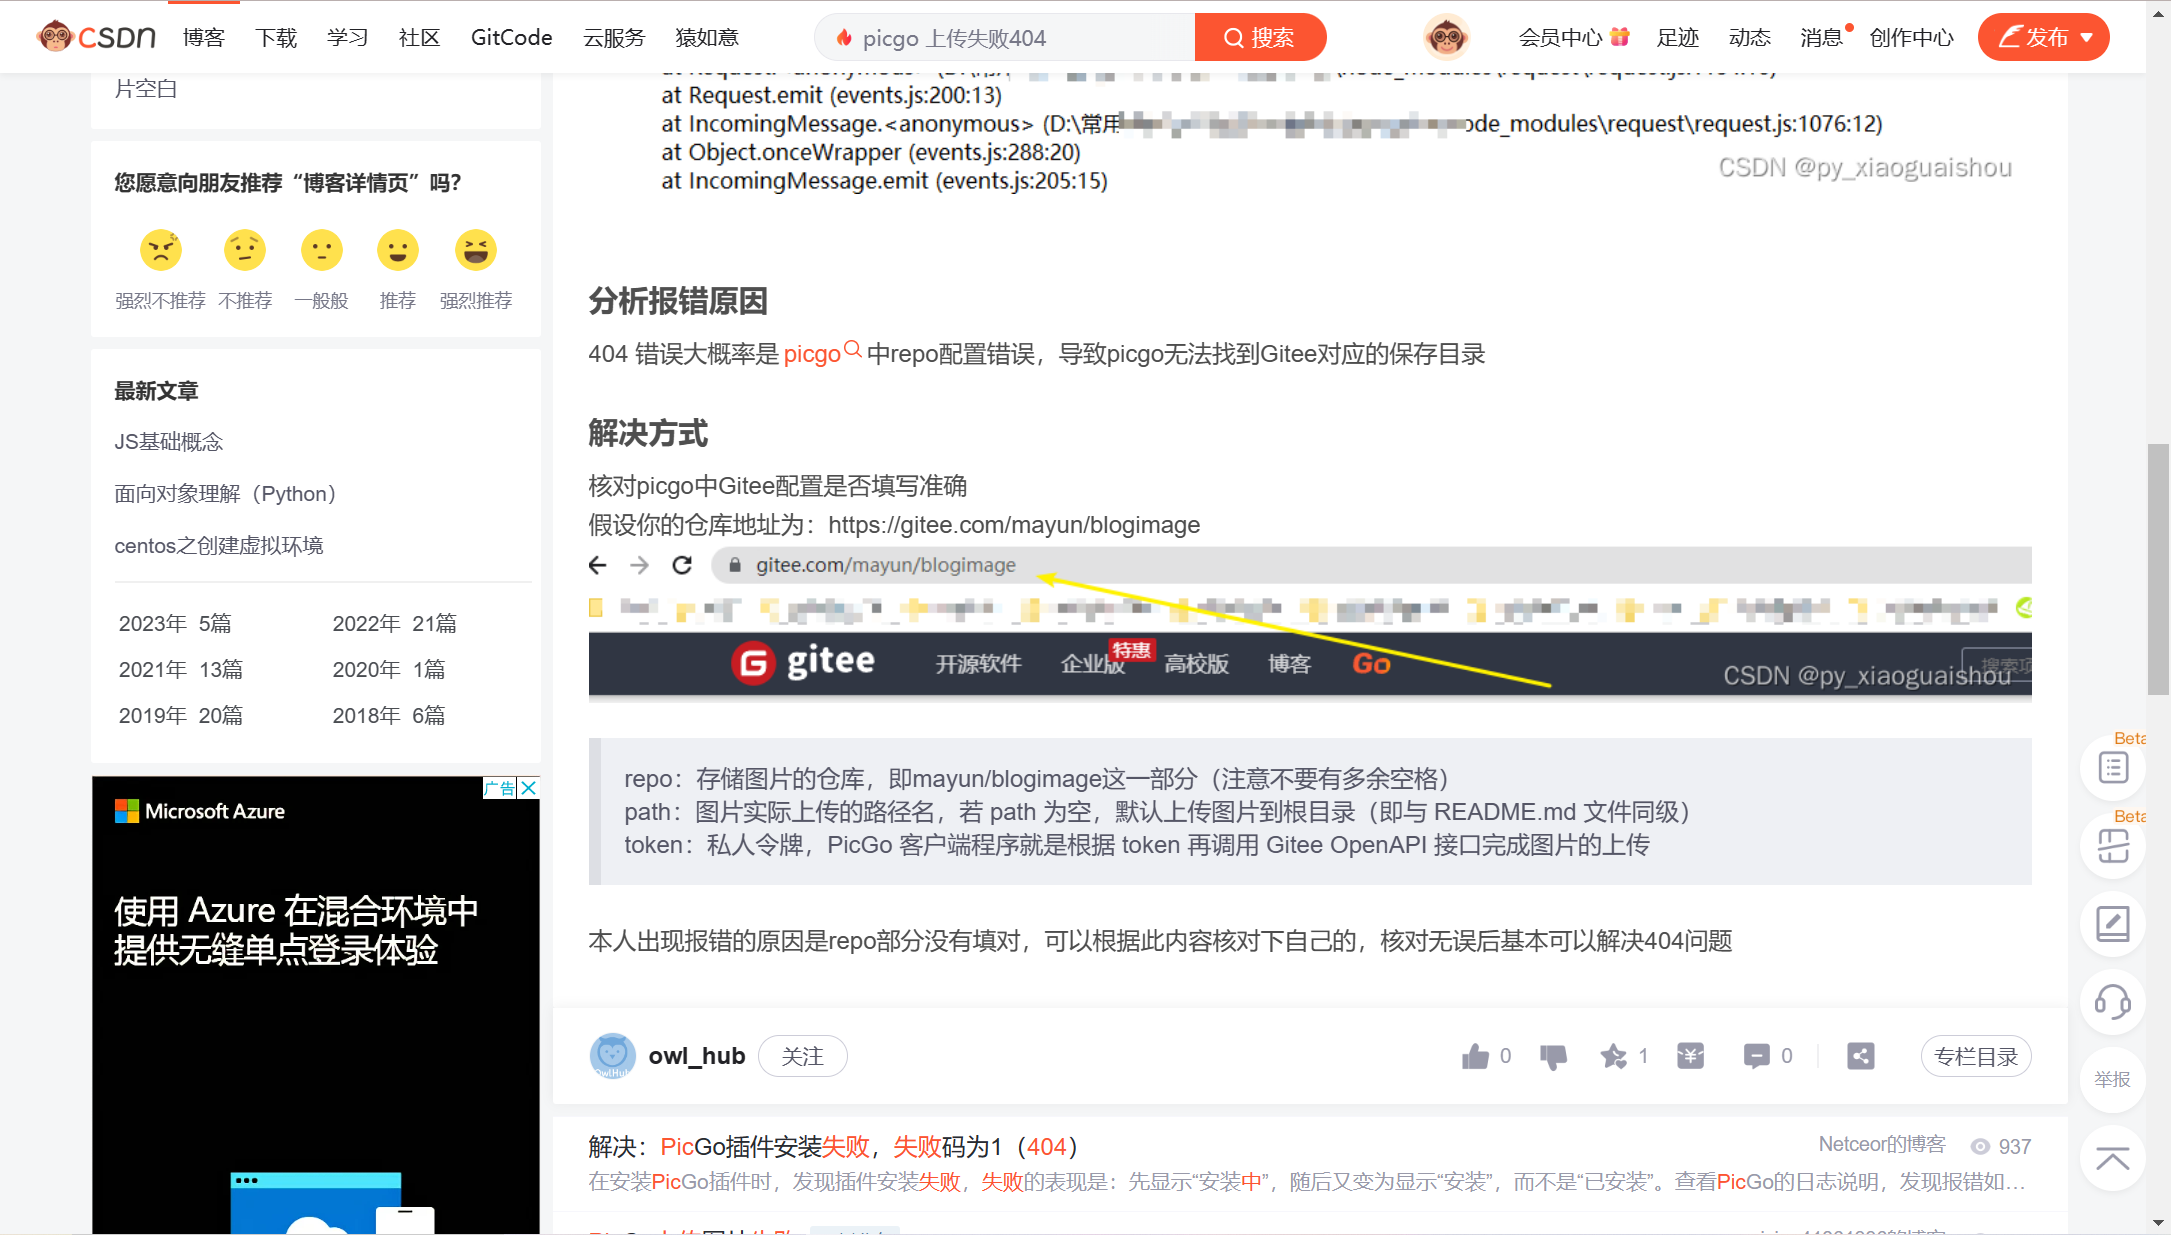 CSDN 博客 下载 学习 社区 GitCode 云服务 猿如意 picgo 上传失败404 搜索 会员中心 足迹 动态 消息 创作中心 发布
片空白
您愿意向朋友推荐“博客详情页”吗？
强烈不推荐 不推荐 一般般 推荐 强烈推荐
最新文章
JS基础概念
面向对象理解（Python）
centos之创建虚拟环境
2023年 5篇 2022年 21篇
2021年 13篇 2020年 1篇
2019年 20篇 2018年 6篇
广告
Microsoft Azure
使用 Azure 在混合环境中
提供无缝单点登录体验
at Request.emit (events.js:200:13)
at IncomingMessage.<anonymous> (D:\常用 ode_modules\request\request.js:1076:12)
at Object.onceWrapper (events.js:288:20)
CSDN @py_xiaoguaishou
at IncomingMessage.emit (events.js:205:15)
分析报错原因
404 错误大概率是 picgo 中repo配置错误，导致picgo无法找到Gitee对应的保存目录
解决方式
核对picgo中Gitee配置是否填写准确
假设你的仓库地址为：https://gitee.com/mayun/blogimage
gitee.com/mayun/blogimage
gitee 开源软件 企业版 特惠 高校版 博客 Go 搜索项
CSDN @py_xiaoguaishou
repo：存储图片的仓库，即mayun/blogimage这一部分（注意不要有多余空格）
path：图片实际上传的路径名，若 path 为空，默认上传图片到根目录（即与 README.md 文件同级）
token：私人令牌，PicGo 客户端程序就是根据 token 再调用 Gitee OpenAPI 接口完成图片的上传
本人出现报错的原因是repo部分没有填对，可以根据此内容核对下自己的，核对无误后基本可以解决404问题
owl_hub 关注 0 1 0 专栏目录
解决：PicGo插件安装失败，失败码为1（404） Netceor的博客 937
在安装PicGo插件时，发现插件安装失败，失败的表现是：先显示“安装中”，随后又变为显示“安装”，而不是“已安装”。查看PicGo的日志说明，发现报错如…
Beta
Beta
举报